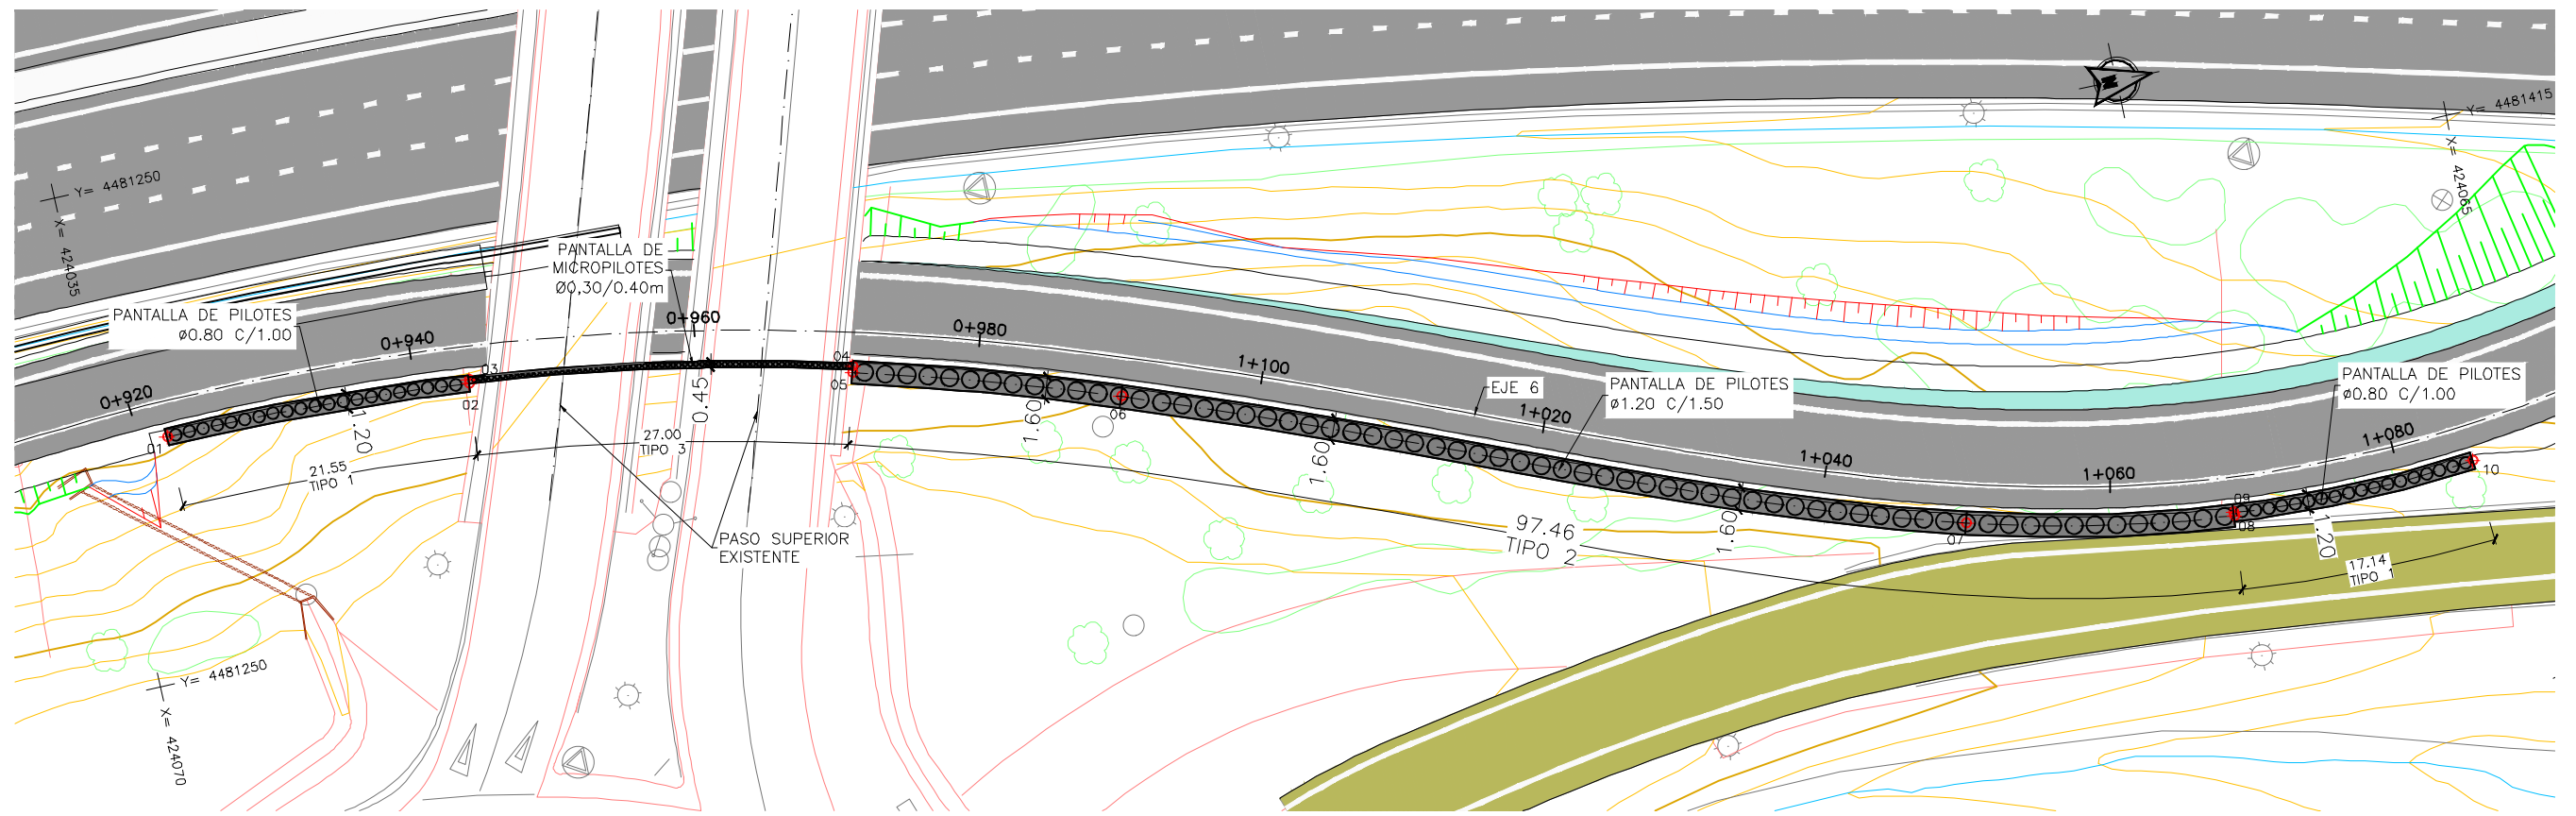 Y= 4481415
X= 424065
Y= 4481250
X= 424035
PANTALLA DE
MICROPILOTES
Ø0,30/0.40m
PANTALLA DE PILOTES
Ø0.80 C/1.00
0+920
0+940
0+960
0+980
1+100
1+020
1+040
1+060
1+080
EJE 6
PANTALLA DE PILOTES
Ø1.20 C/1.50
PANTALLA DE PILOTES
Ø0.80 C/1.00
01
02
03
04
05
06
07
08
09
10
1.20
0.45
1.60
1.60
1.60
1.20
21.55
TIPO 1
27.00
TIPO 3
97.46
TIPO 2
17.14
TIPO 1
PASO SUPERIOR
EXISTENTE
Y= 4481250
X= 424070